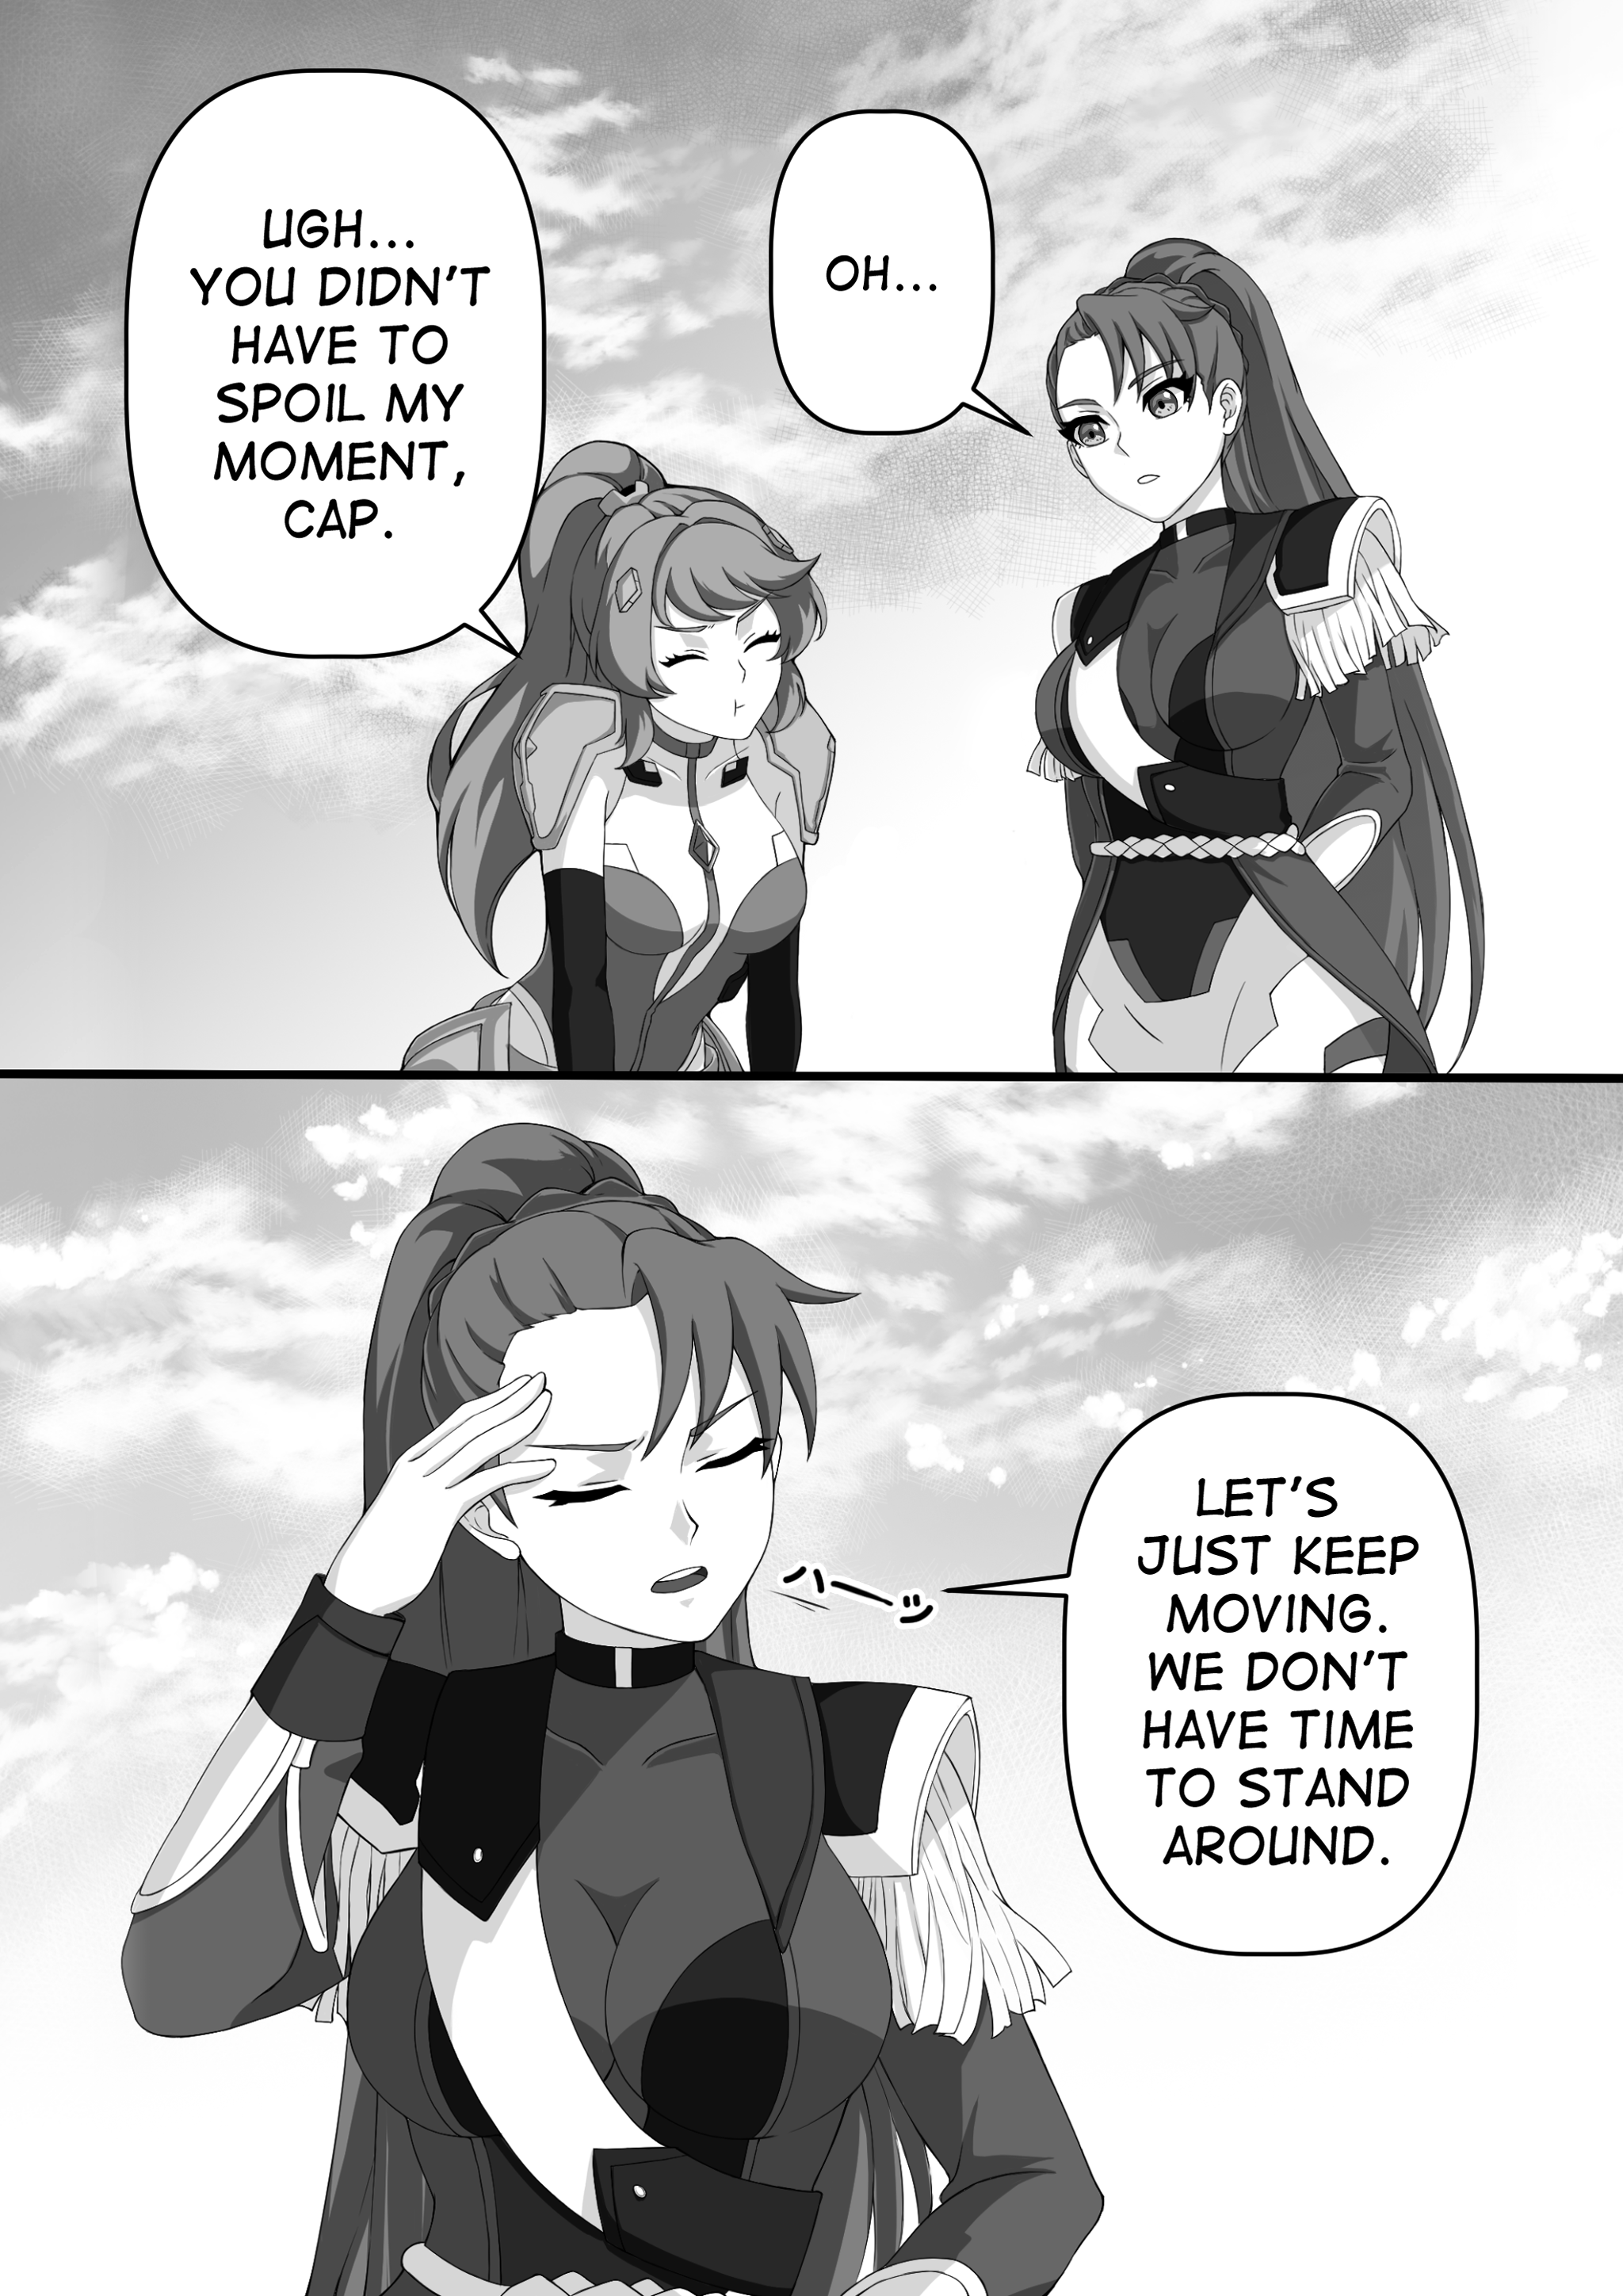 OH...
UGH...
YOU DIDN'T
HAVE TO
SPOIL MY
MOMENT,
CAP.
ハーッ
LET'S
JUST KEEP
MOVING.
WE DON'T
HAVE TIME
TO STAND
AROUND.